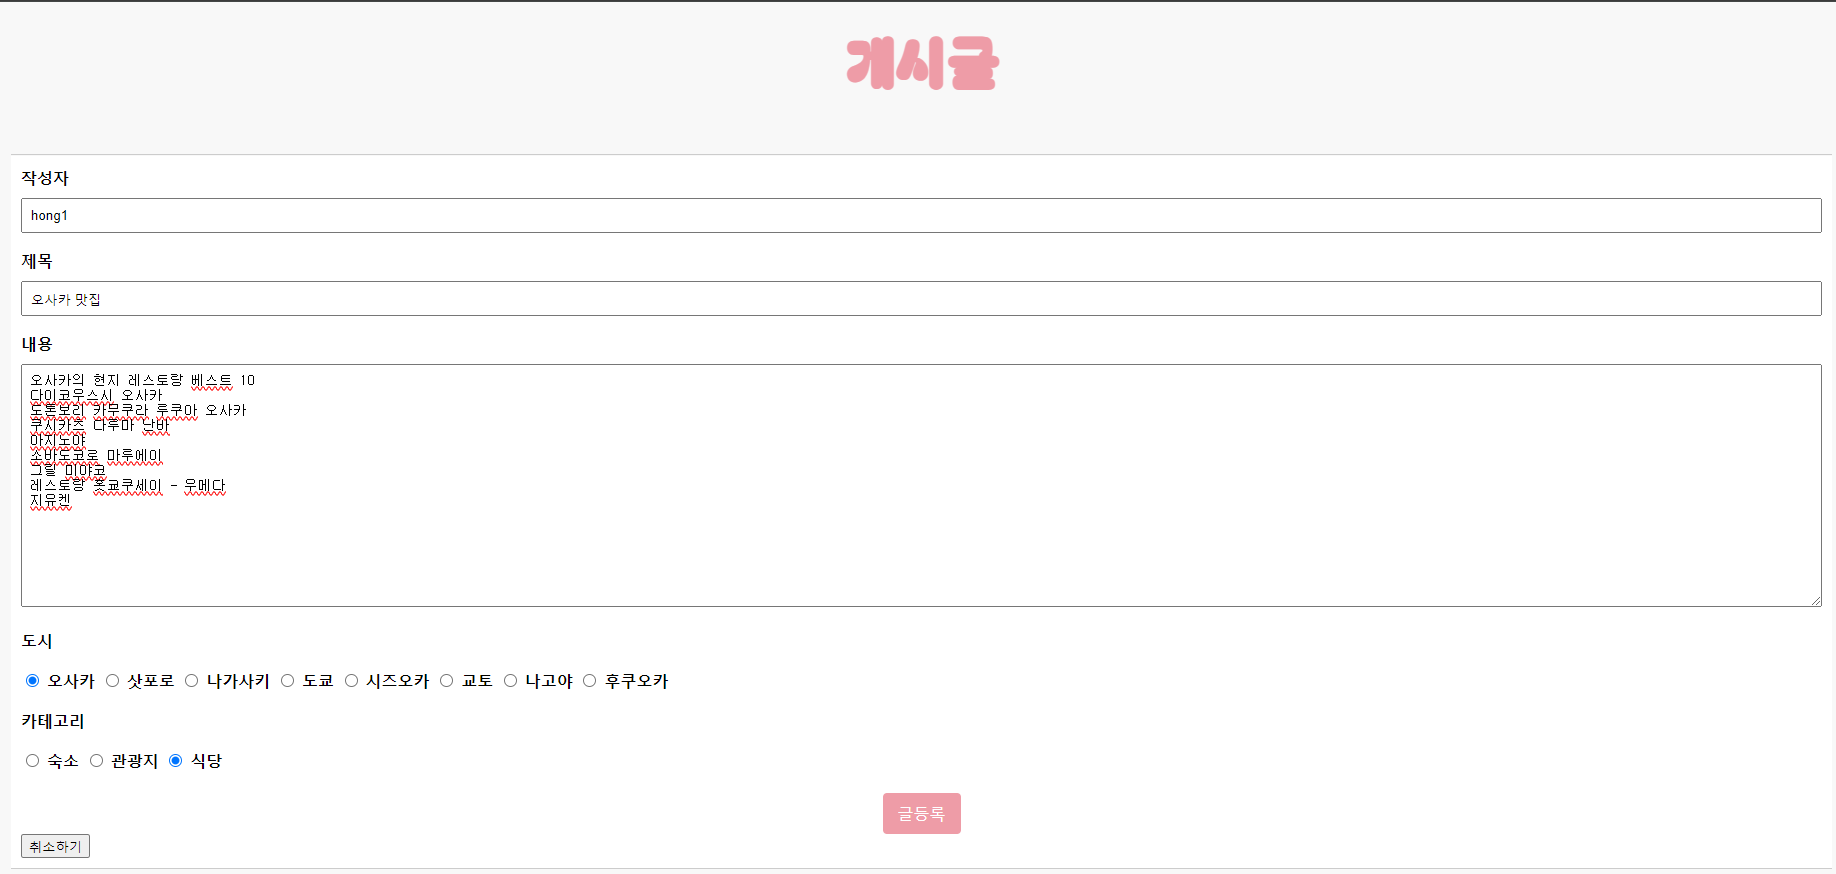 게시글
작성자
hong1
제목
오사카 맛집
내용
오사카의 현지 레스토랑 베스트 10
다이코우스시 오사카
도톤보리 카무쿠라 루쿠아 오사카
쿠시카츠 다루마 난바
아지노야
소바도코로 마루에이
그릴 미야코
레스토랑 홋쿄쿠세이 - 우메다
지유켄
도시
오사카 삿포로 나가사키 도쿄 시즈오카 교토 나고야 후쿠오카
카테고리
숙소 관광지 식당
글등록
취소하기